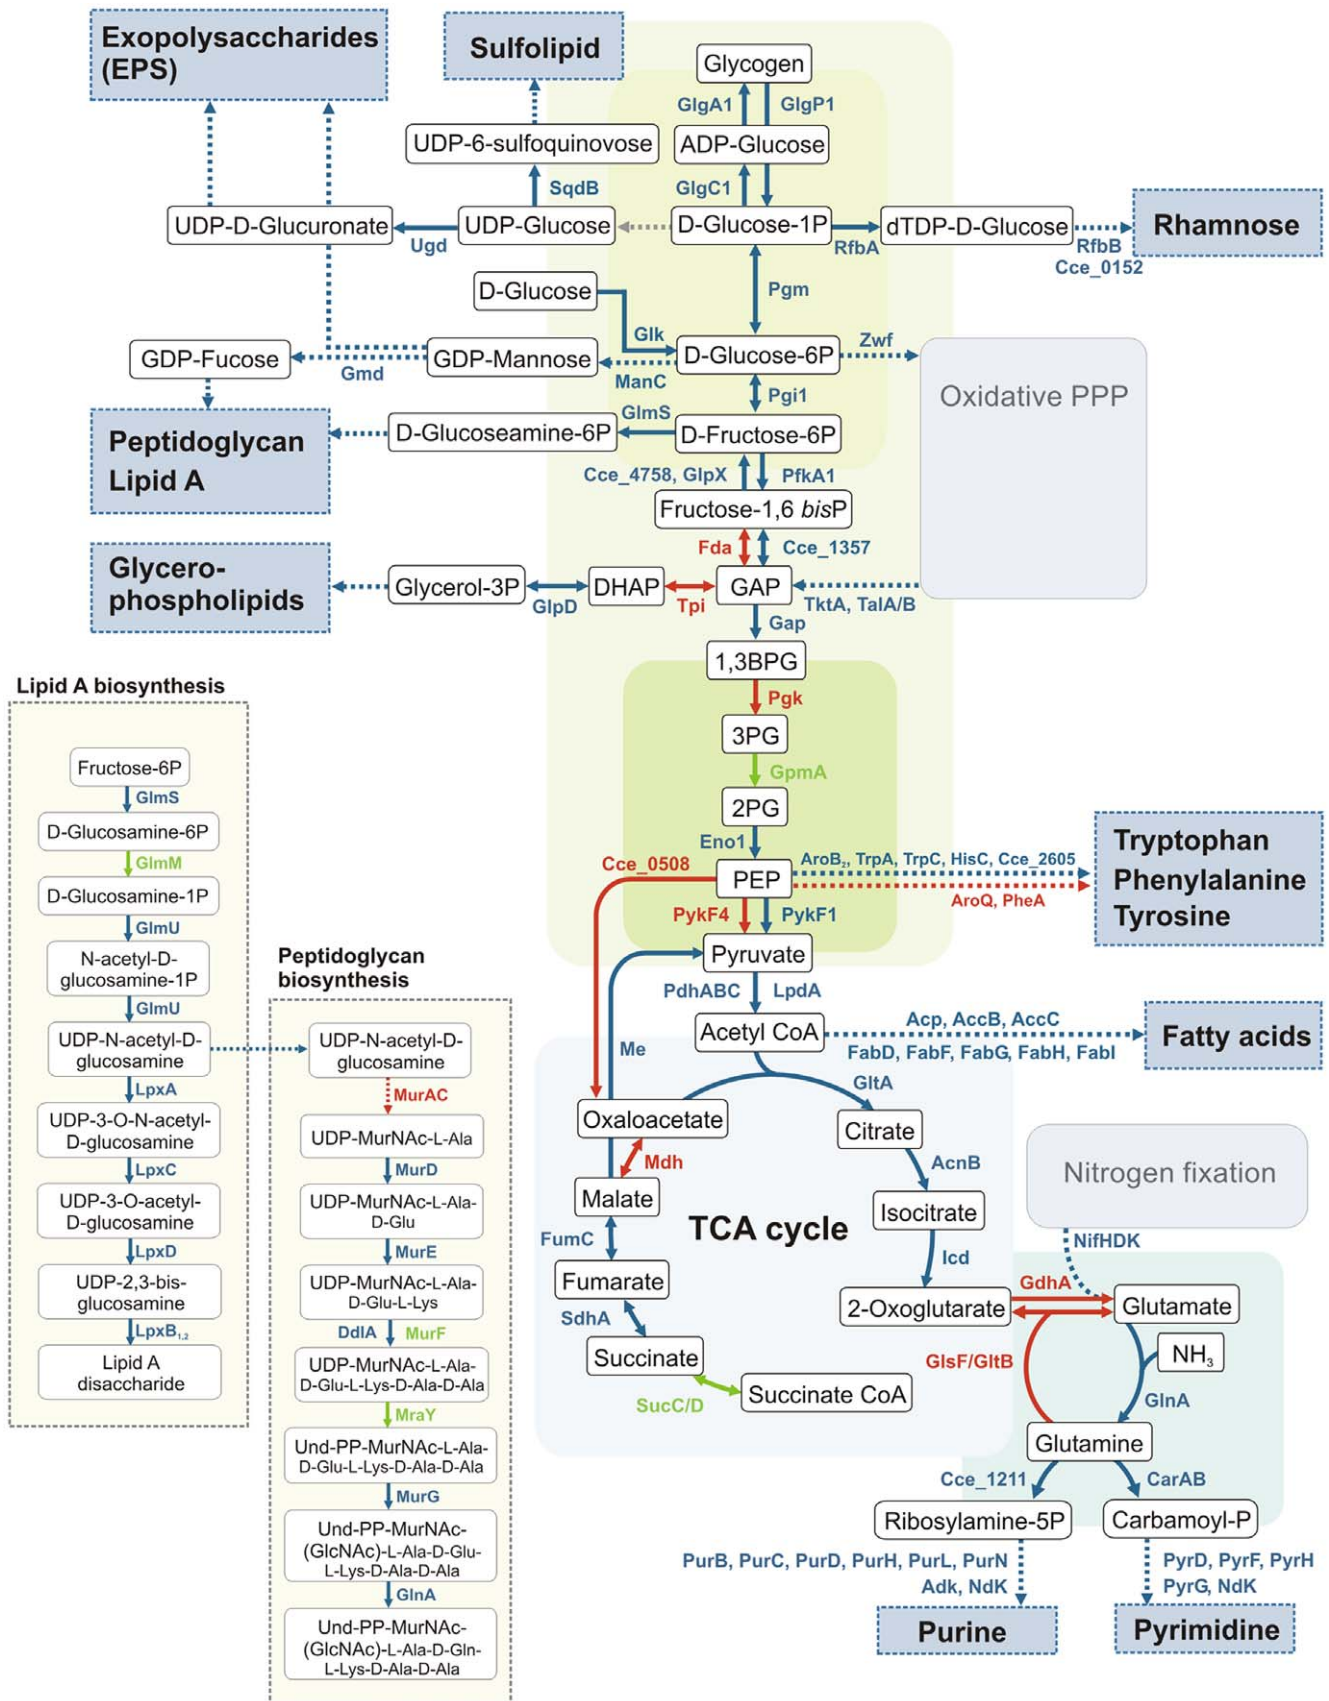 Exopolysaccharides
(EPS)
Sulfolipid
Glycogen
GlgA1
GlgP1
UDP-6-sulfoquinovose
ADP-Glucose
SqdB
GlgC1
UDP-D-Glucuronate
Ugd
UDP-Glucose
D-Glucose-1P
RfbA
dTDP-D-Glucose
RfbB
Cce_0152
Rhamnose
D-Glucose
Pgm
Glk
GDP-Fucose
Gmd
GDP-Mannose
ManC
D-Glucose-6P
Zwf
Oxidative PPP
Pgi1
Peptidoglycan
Lipid A
D-Glucoseamine-6P
GlmS
D-Fructose-6P
Cce_4758, GlpX
PfkA1
Fructose-1,6 bisP
Fda
Cce_1357
Glycero-
phospholipids
Glycerol-3P
GlpD
DHAP
Tpi
GAP
TktA, TalA/B
Gap
1,3BPG
Pgk
3PG
GpmA
2PG
Eno1
Cce_0508
PEP
AroB2, TrpA, TrpC, HisC, Cce_2605
AroQ, PheA
Tryptophan
Phenylalanine
Tyrosine
PykF4
PykF1
Pyruvate
PdhABC
LpdA
Acetyl CoA
Acp, AccB, AccC
FabD, FabF, FabG, FabH, FabI
Fatty acids
Me
GltA
Oxaloacetate
Citrate
Mdh
AcnB
Malate
Isocitrate
TCA cycle
FumC
Icd
Fumarate
2-Oxoglutarate
SdhA
Succinate
SucC/D
Succinate CoA
Nitrogen fixation
NifHDK
GdhA
Glutamate
GlsF/GltB
NH3
GlnA
Glutamine
Cce_1211
CarAB
Ribosylamine-5P
Carbamoyl-P
PurB, PurC, PurD, PurH, PurL, PurN
Adk, NdK
PyrD, PyrF, PyrH
PyrG, NdK
Purine
Pyrimidine
Lipid A biosynthesis
Fructose-6P
GlmS
D-Glucosamine-6P
GlmM
D-Glucosamine-1P
GlmU
N-acetyl-D-
glucosamine-1P
GlmU
UDP-N-acetyl-D-
glucosamine
LpxA
UDP-3-O-N-acetyl-
D-glucosamine
LpxC
UDP-3-O-acetyl-
D-glucosamine
LpxD
UDP-2,3-bis-
glucosamine
LpxB1,2
Lipid A
disaccharide
Peptidoglycan
biosynthesis
UDP-N-acetyl-D-
glucosamine
MurAC
UDP-MurNAc-L-Ala
MurD
UDP-MurNAc-L-Ala-
D-Glu
MurE
UDP-MurNAc-L-Ala-
D-Glu-L-Lys
DdlA
MurF
UDP-MurNAc-L-Ala-
D-Glu-L-Lys-D-Ala-D-Ala
MraY
Und-PP-MurNAc-L-Ala-
D-Glu-L-Lys-D-Ala-D-Ala
MurG
Und-PP-MurNAc-
(GlcNAc)-L-Ala-D-Glu-
L-Lys-D-Ala-D-Ala
GlnA
Und-PP-MurNAc-
(GlcNAc)-L-Ala-D-Gln-
L-Lys-D-Ala-D-Ala